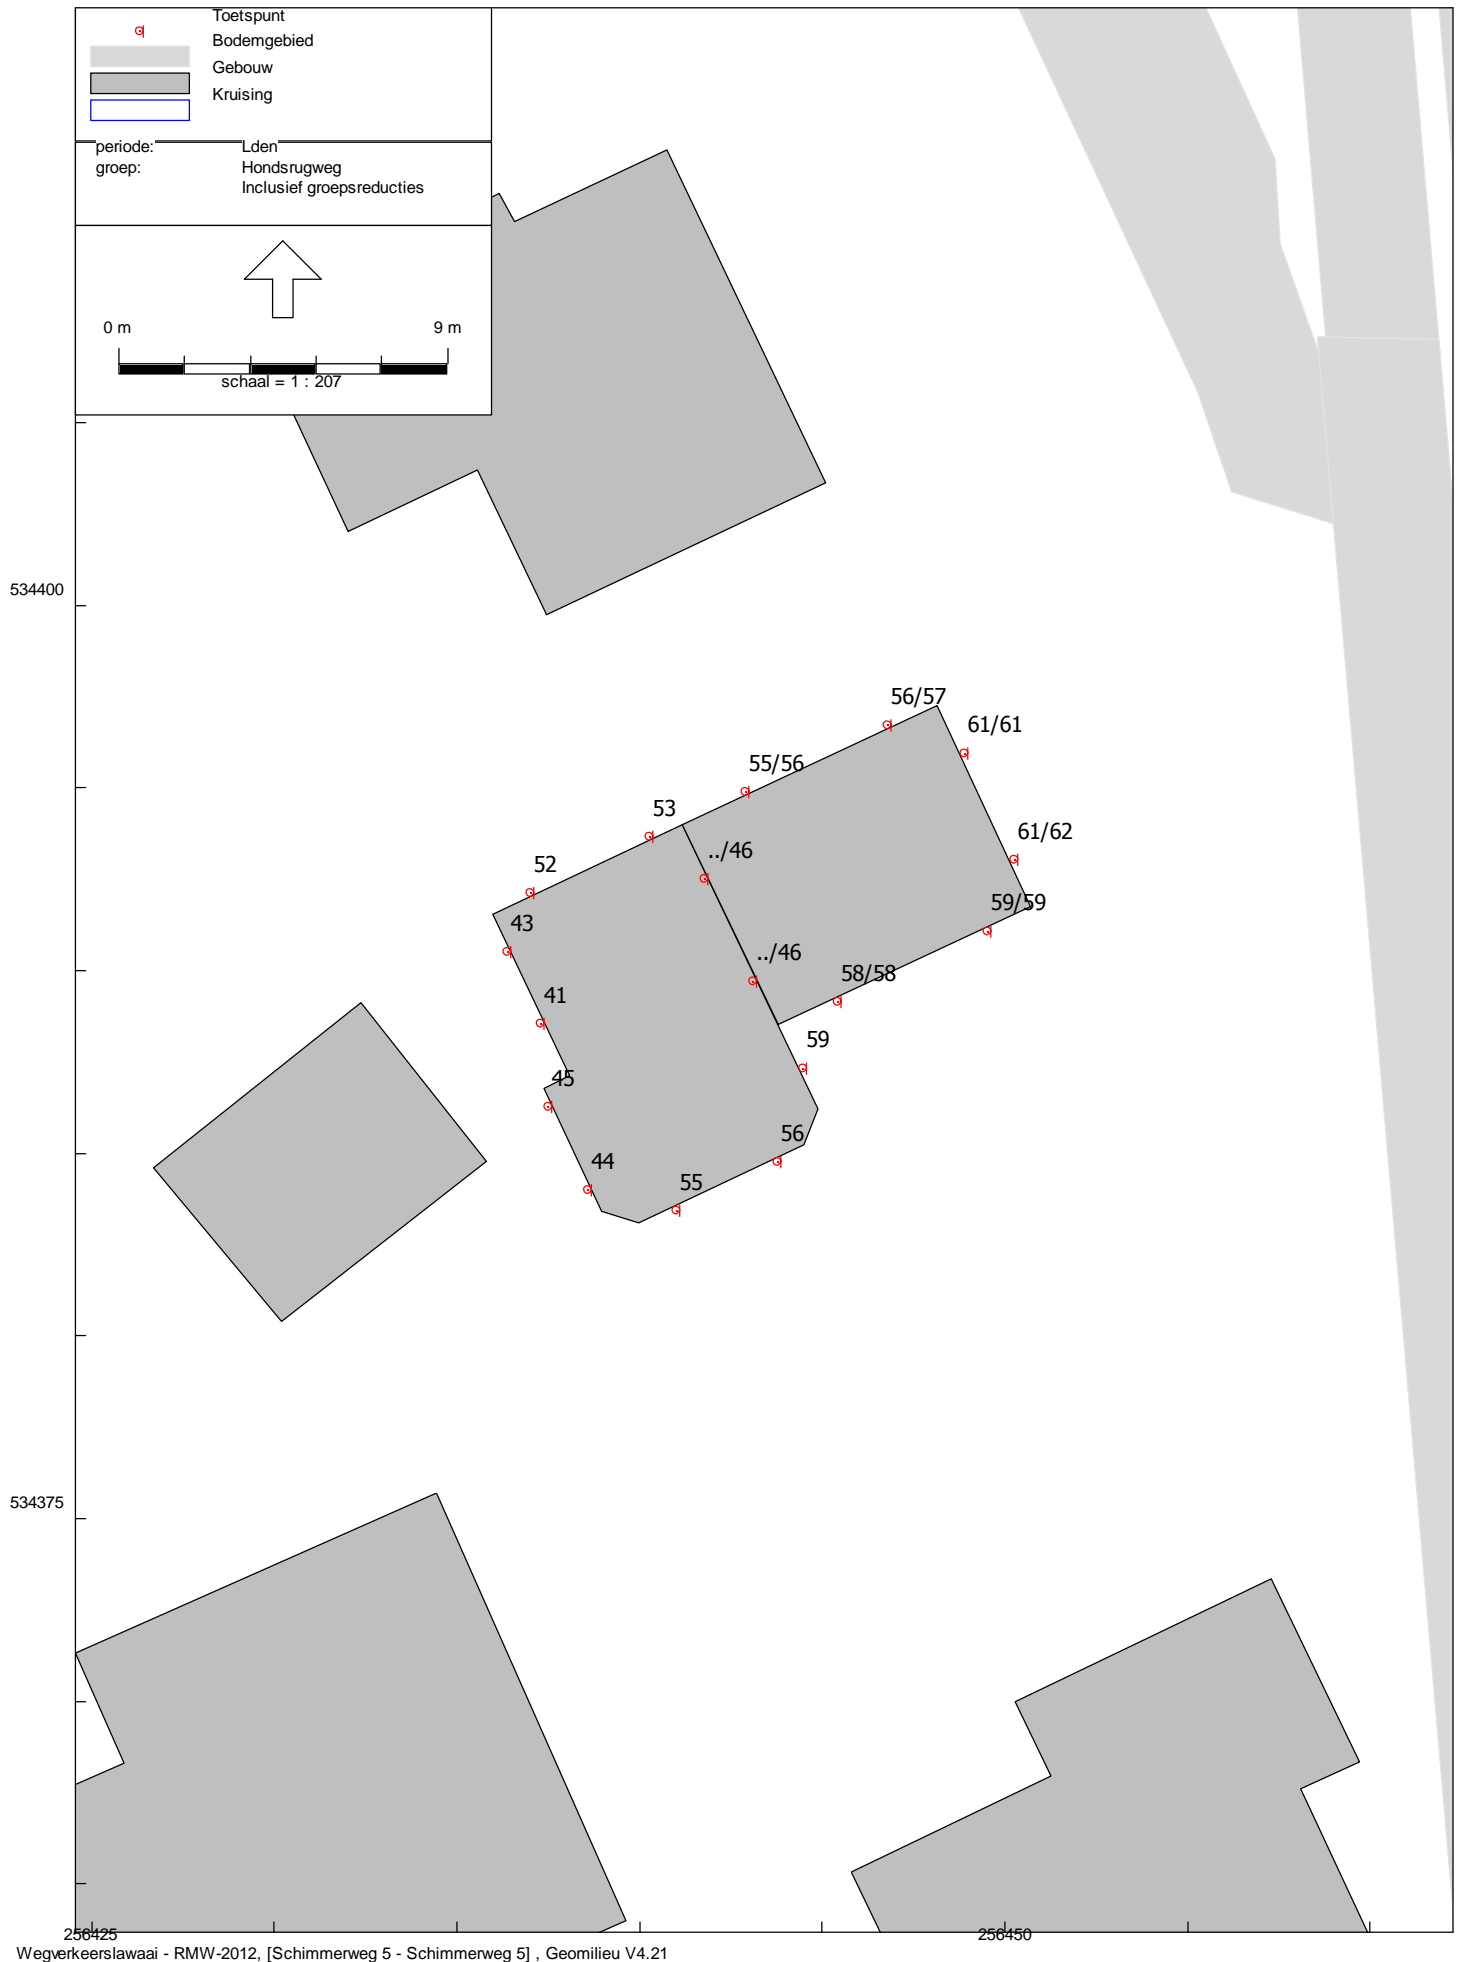 Toetspunt
Bodemgebied
Gebouw
Kruising
periode: Lden
groep: Hondsrugweg
Inclusief groepsreducties
0 m 9 m
schaal = 1 : 207
534400
56/57
61/61
55/56
53
../46
61/62
52
59/59
43
../46
58/58
41
59
45
56
44
55
534375
256425 256450
Wegverkeerslawaai - RMW-2012, [Schimmerweg 5 - Schimmerweg 5] , Geomilieu V4.21